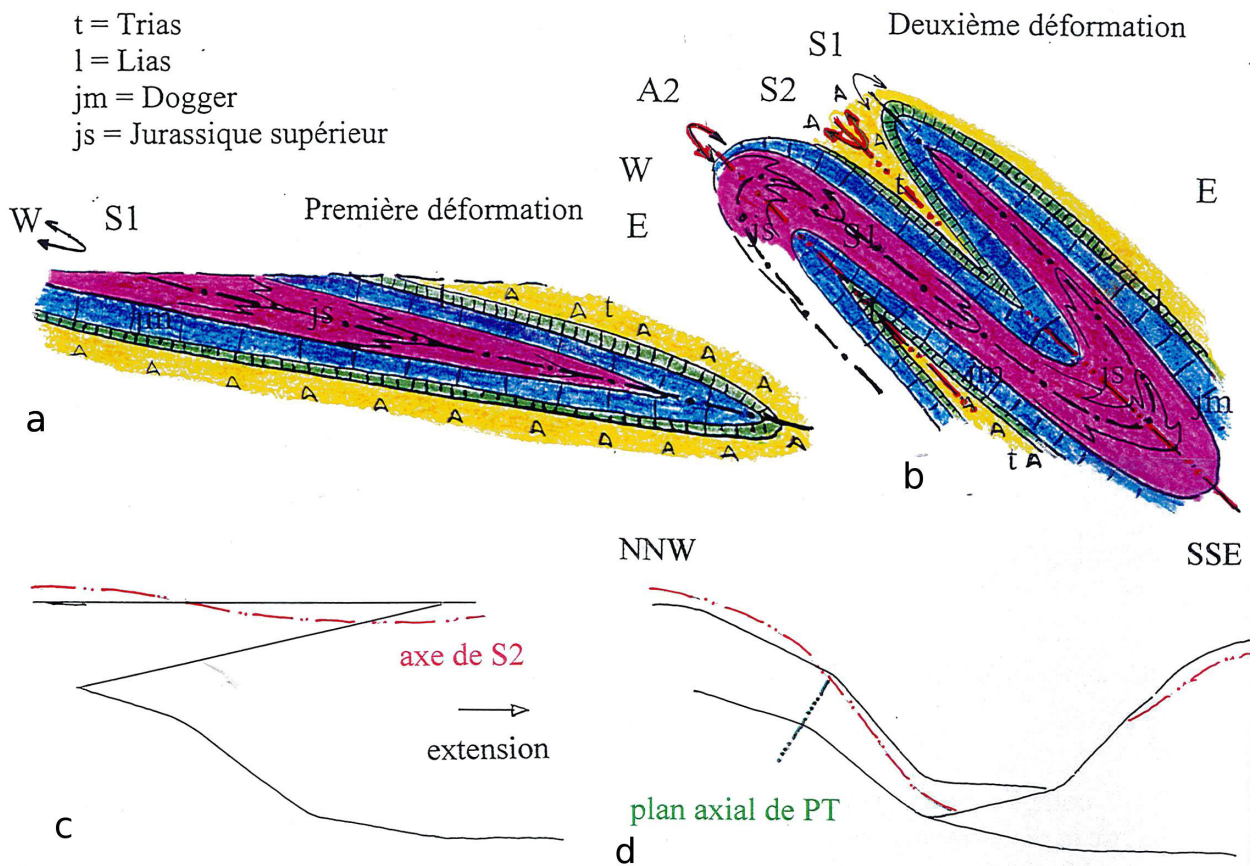 t = Trias
l = Lias
jm = Dogger
js = Jurassique supérieur
Deuxième déformation
S1
A2
S2
W
E
E
t
js
S1
l
jm
js
jm
t
b
W
S1
Première déformation
t
l
jm
js
a
NNW
SSE
axe de S2
extension
plan axial de PT
c
d